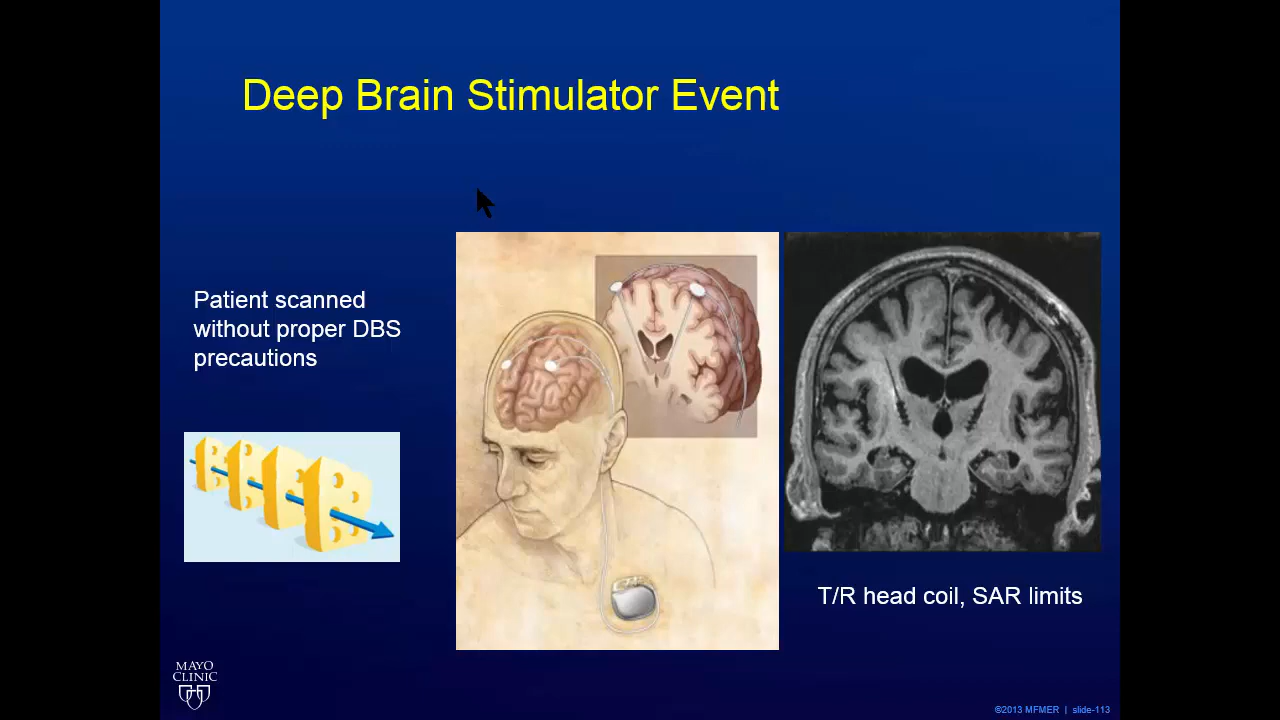 Deep Brain Stimulator Event
Patient scanned
without proper DBS
precautions
T/R head coil, SAR limits
MAYO
CLINIC
©2013 MFMER | slide-113